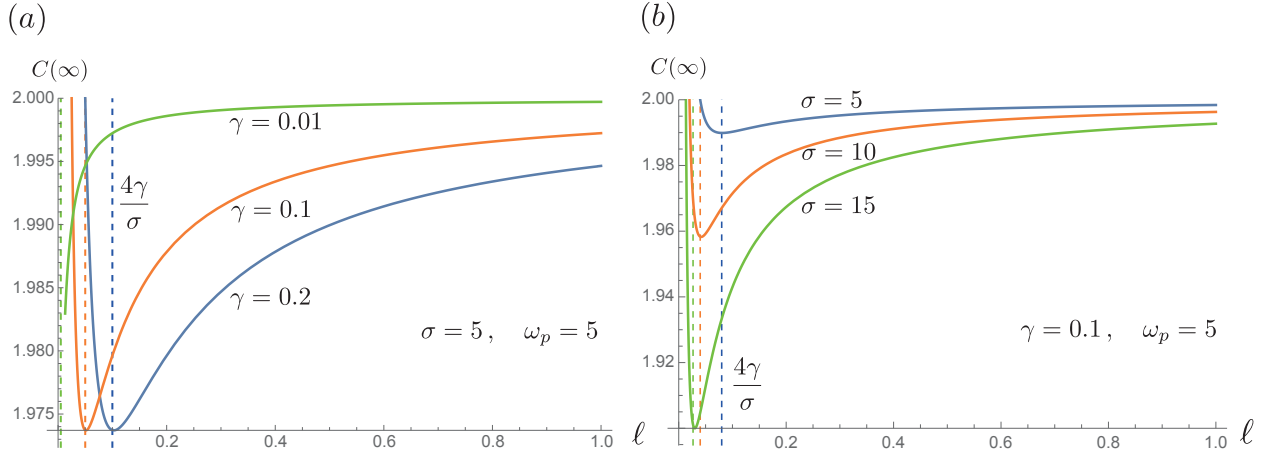 (a)
C(∞)
2.000
1.995
1.990
1.985
1.980
1.975
γ = 0.01
4γ
σ
γ = 0.1
γ = 0.2
σ = 5 , ω_p = 5
0.2
0.4
0.6
0.8
1.0
ℓ
(b)
C(∞)
2.00
1.98
1.96
1.94
1.92
σ = 5
σ = 10
σ = 15
γ = 0.1 , ω_p = 5
4γ
σ
0.2
0.4
0.6
0.8
1.0
ℓ